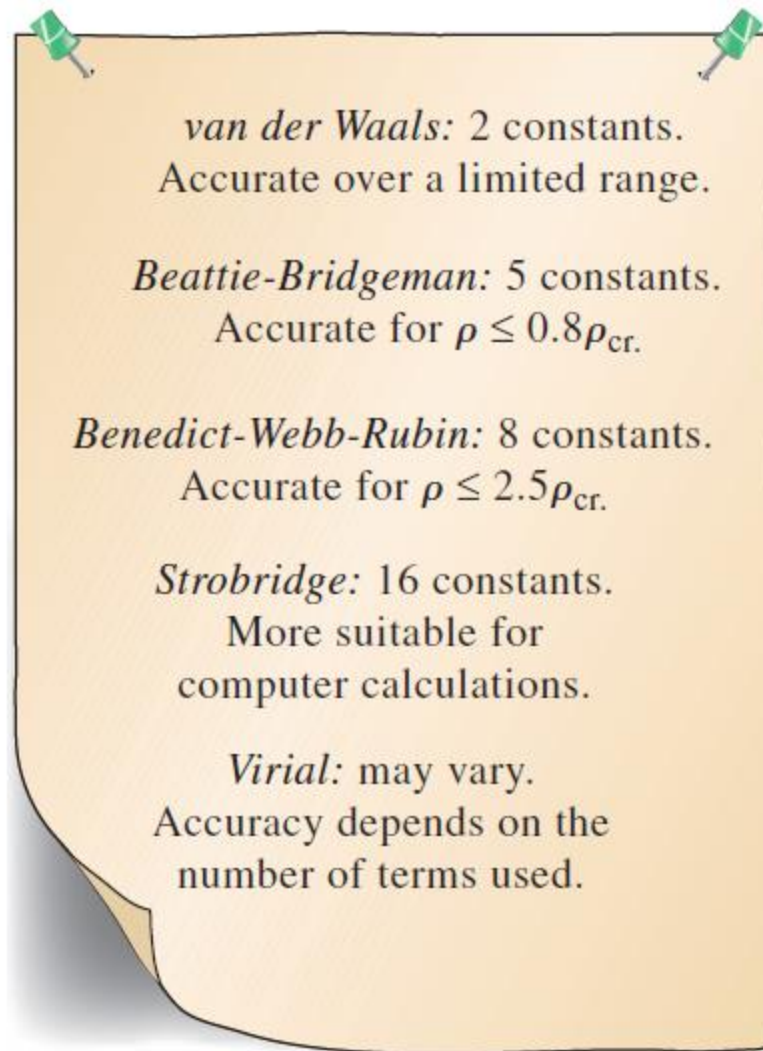 van der Waals: 2 constants.
Accurate over a limited range.
Beattie-Bridgeman: 5 constants.
Accurate for ρ ≤ 0.8ρcr.
Benedict-Webb-Rubin: 8 constants.
Accurate for ρ ≤ 2.5ρcr.
Strobridge: 16 constants.
More suitable for
computer calculations.
Virial: may vary.
Accuracy depends on the
number of terms used.